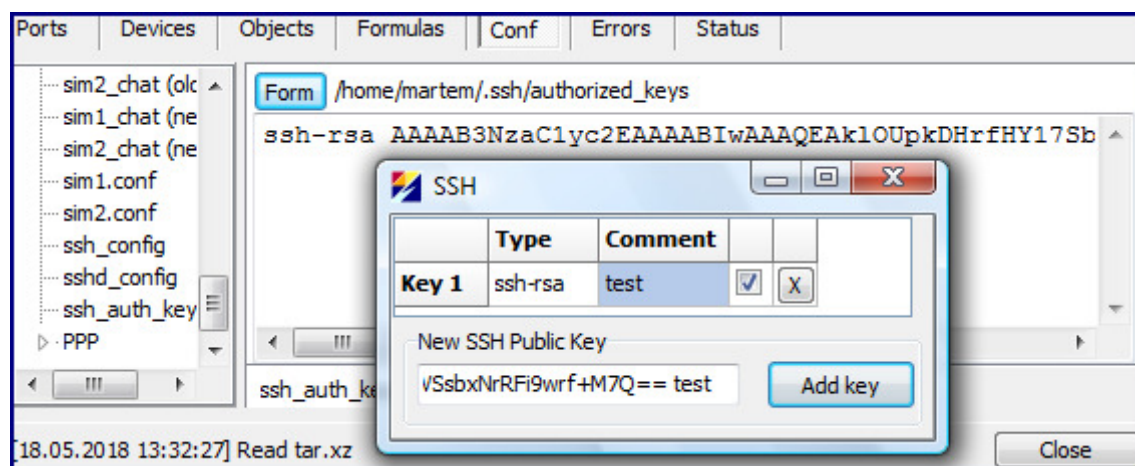 Ports Devices Objects Formulas Conf Errors Status
sim2_chat (olc
sim1_chat (ne
sim2_chat (ne
sim1.conf
sim2.conf
ssh_config
sshd_config
ssh_auth_key
PPP
Form /home/martem/.ssh/authorized_keys
ssh-rsa AAAAB3NzaC1yc2EAAAABIwAAAQEAklOUpkDHrfHY17Sb
SSH
Type Comment
Key 1 ssh-rsa test X
New SSH Public Key
/SsbxNrRFi9wrf+M7Q== test Add key
ssh_auth_ke
[18.05.2018 13:32:27] Read tar.xz Close